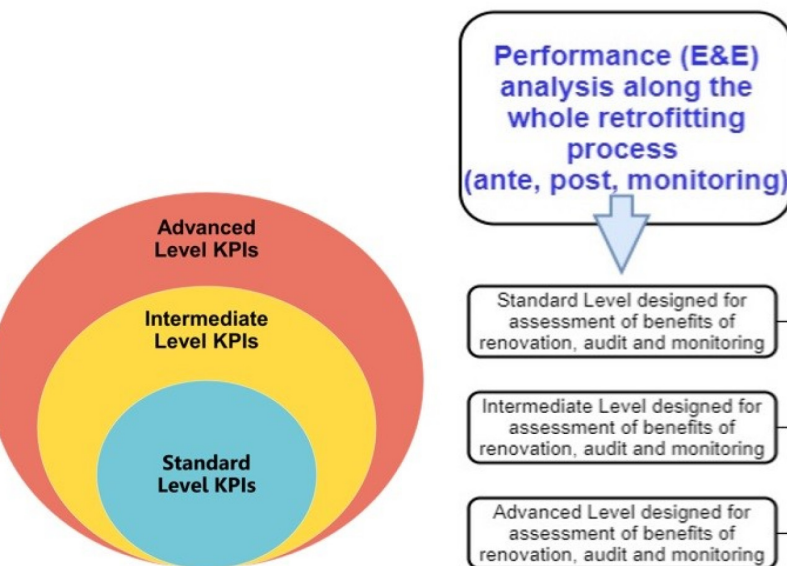 Advanced
Level KPIs
Intermediate
Level KPIs
Standard
Level KPIs
Performance (E&E)
analysis along the
whole retrofitting
process
(ante, post, monitoring)
Standard Level designed for
assessment of benefits of
renovation, audit and monitoring
Intermediate Level designed for
assessment of benefits of
renovation, audit and monitoring
Advanced Level designed for
assessment of benefits of
renovation, audit and monitoring